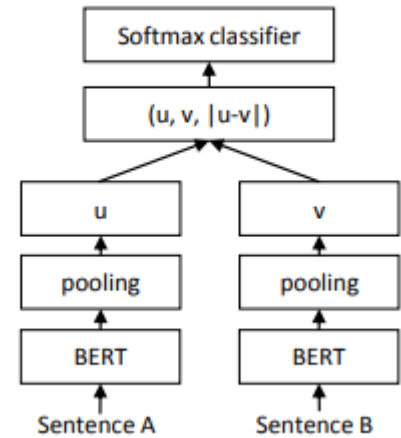 Softmax classifier
(u, v, |u-v|)
u
v
pooling
pooling
BERT
BERT
Sentence A
Sentence B